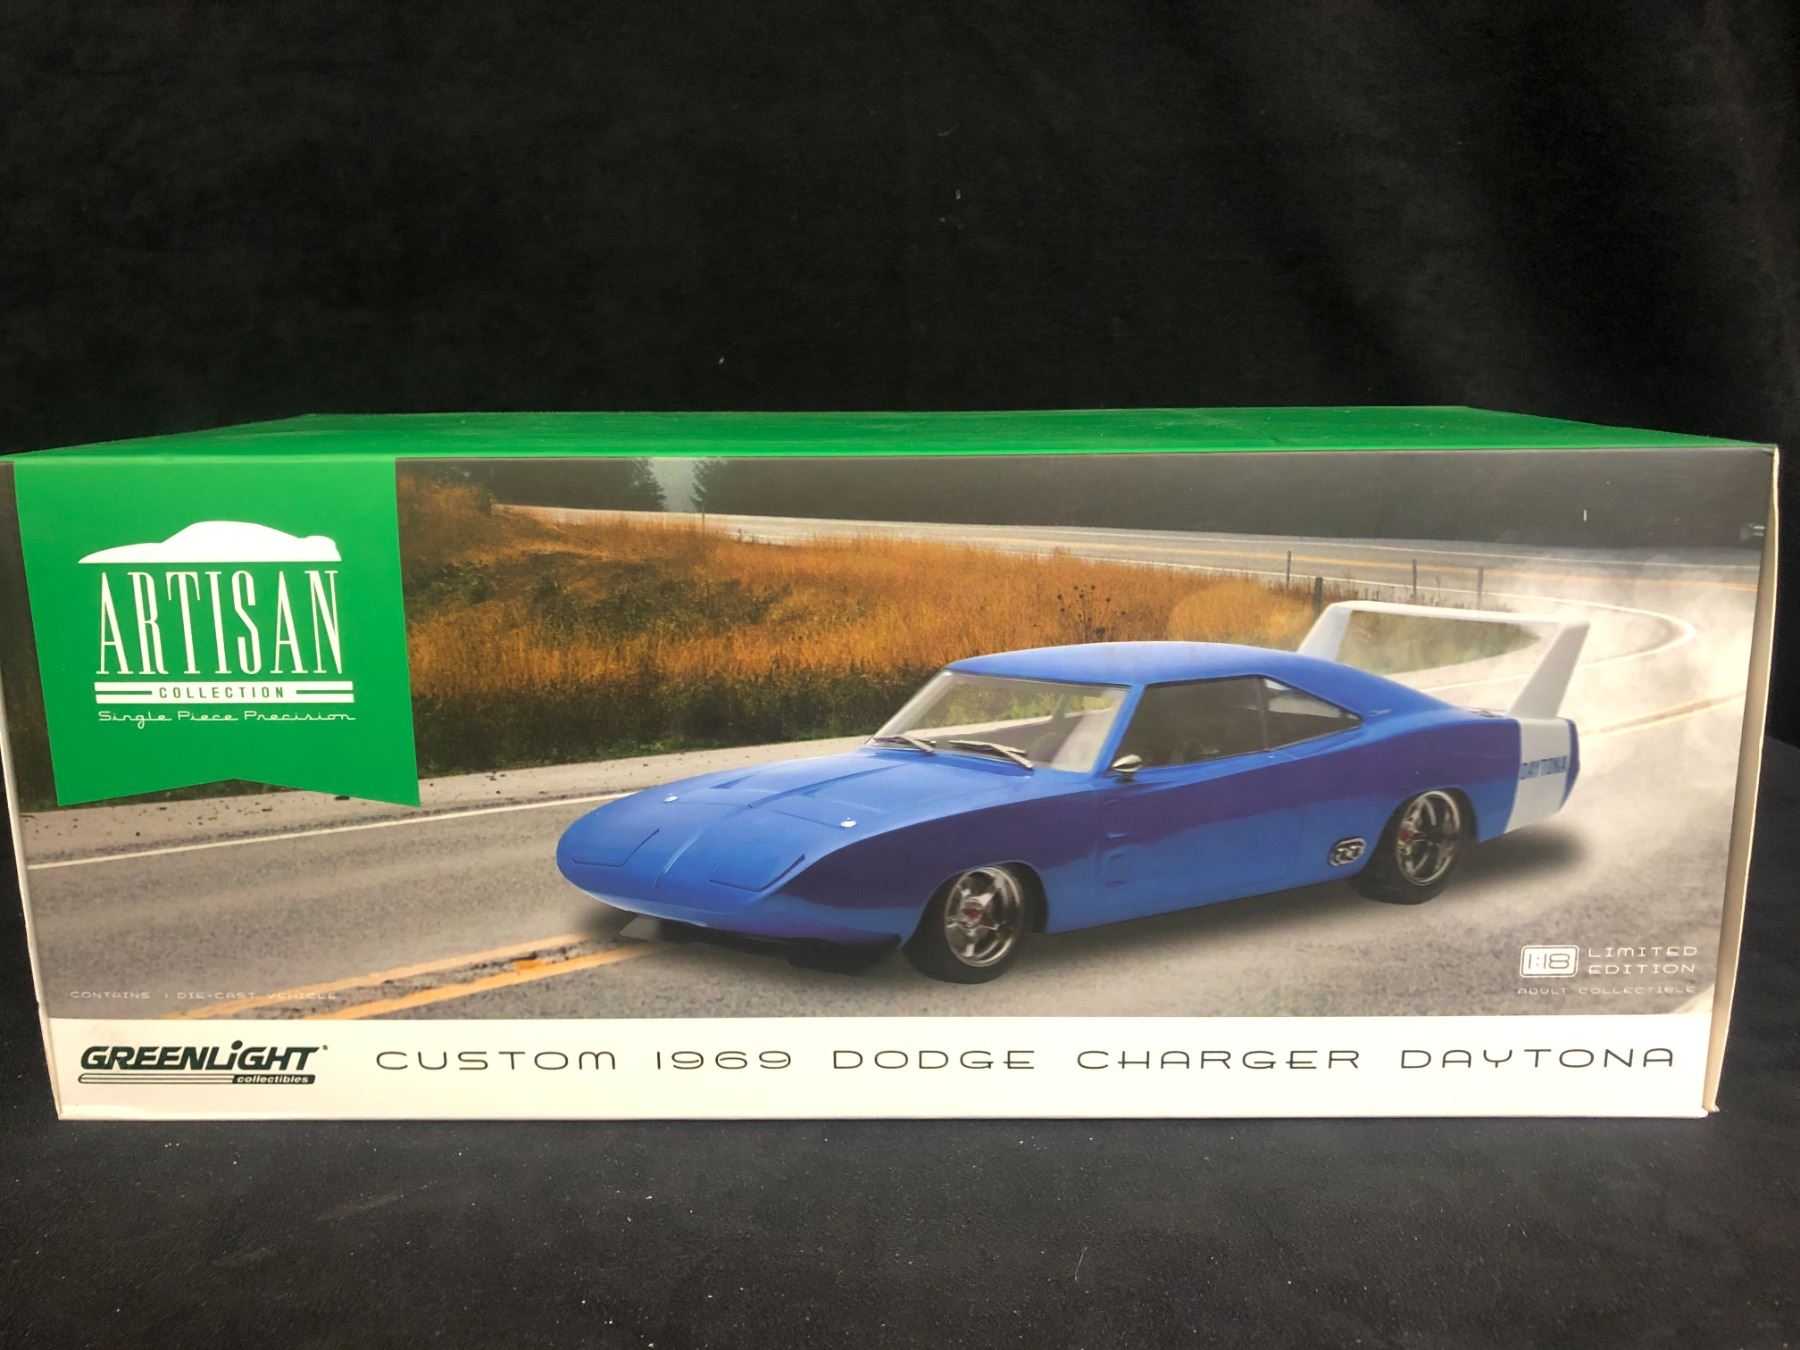 ARTISAN
COLLECTION
Single Piece Precision
DAYTONA
1:18 LIMITED
EDITION
ADULT COLLECTIBLE
CONTAINS 1 DIE-CAST VEHICLE
GREENLiGHT®
collectibles
CUSTOM 1969 DODGE CHARGER DAYTONA